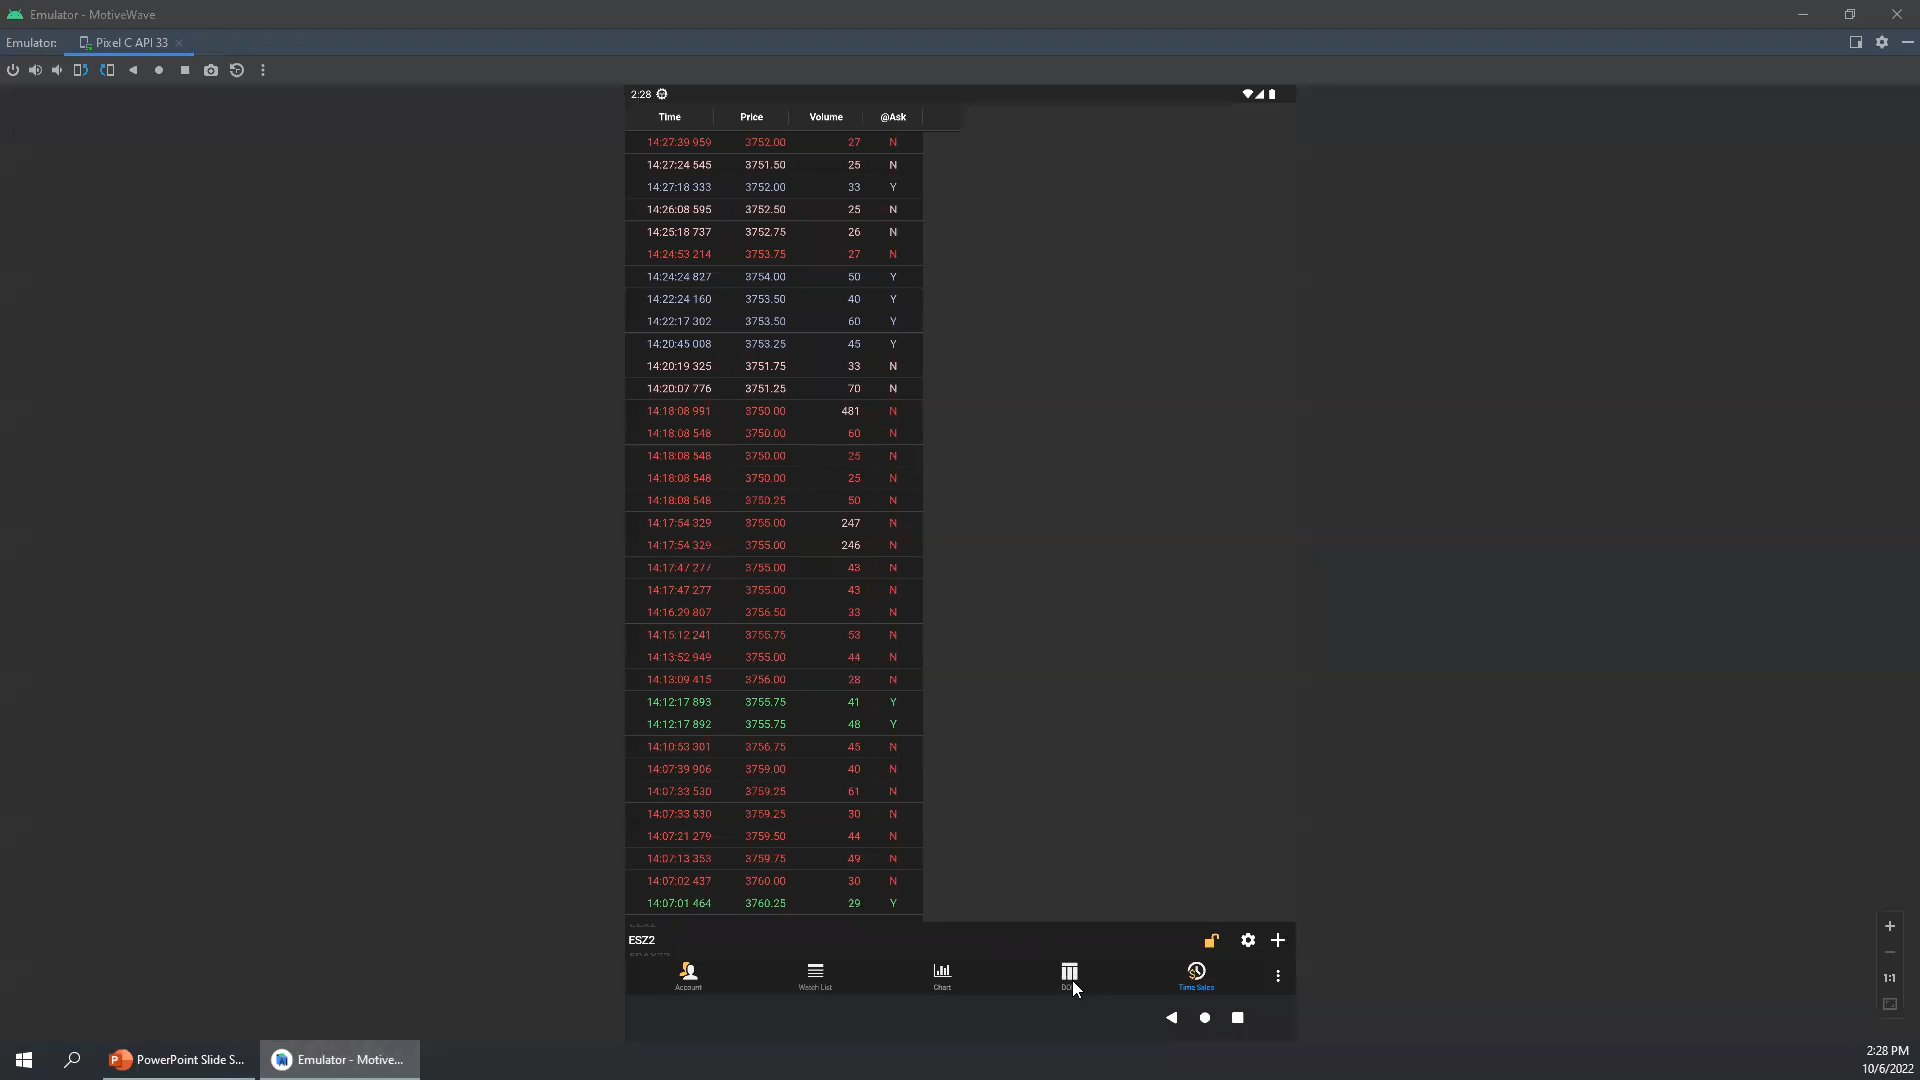 Emulator - MotiveWave
Emulator: Pixel C API 33
2:28
Time Price Volume @Ask
14:27:39 959 3752.00 27 N
14:27:24 545 3751.50 25 N
14:27:18 333 3752.00 33 Y
14:26:08 595 3752.50 25 N
14:25:18 737 3752.75 26 N
14:24:53 214 3753.75 27 N
14:24:24 827 3754.00 50 Y
14:22:24 160 3753.50 40 Y
14:22:17 302 3753.50 60 Y
14:20:45 008 3753.25 45 Y
14:20:19 325 3751.75 33 N
14:20:07 776 3751.25 70 N
14:18:08 991 3750.00 481 N
14:18:08 548 3750.00 60 N
14:18:08 548 3750.00 25 N
14:18:08 548 3750.00 25 N
14:18:08 548 3750.25 50 N
14:17:54 329 3755.00 247 N
14:17:54 329 3755.00 246 N
14:17:47 277 3755.00 43 N
14:17:47 277 3755.00 43 N
14:16:29 807 3756.50 33 N
14:15:12 241 3755.75 53 N
14:13:52 949 3755.00 44 N
14:13:09 415 3756.00 28 N
14:12:17 893 3755.75 41 Y
14:12:17 892 3755.75 48 Y
14:10:53 301 3756.75 45 N
14:07:39 906 3759.00 40 N
14:07:33 530 3759.25 61 N
14:07:33 530 3759.25 30 N
14:07:21 279 3759.50 44 N
14:07:13 353 3759.75 49 N
14:07:02 437 3760.00 30 N
14:07:01 464 3760.25 29 Y
ESZ2
Account Watch List Chart Time Sales
1:1
PowerPoint Slide S... Emulator - Motive...
2:28 PM
10/6/2022